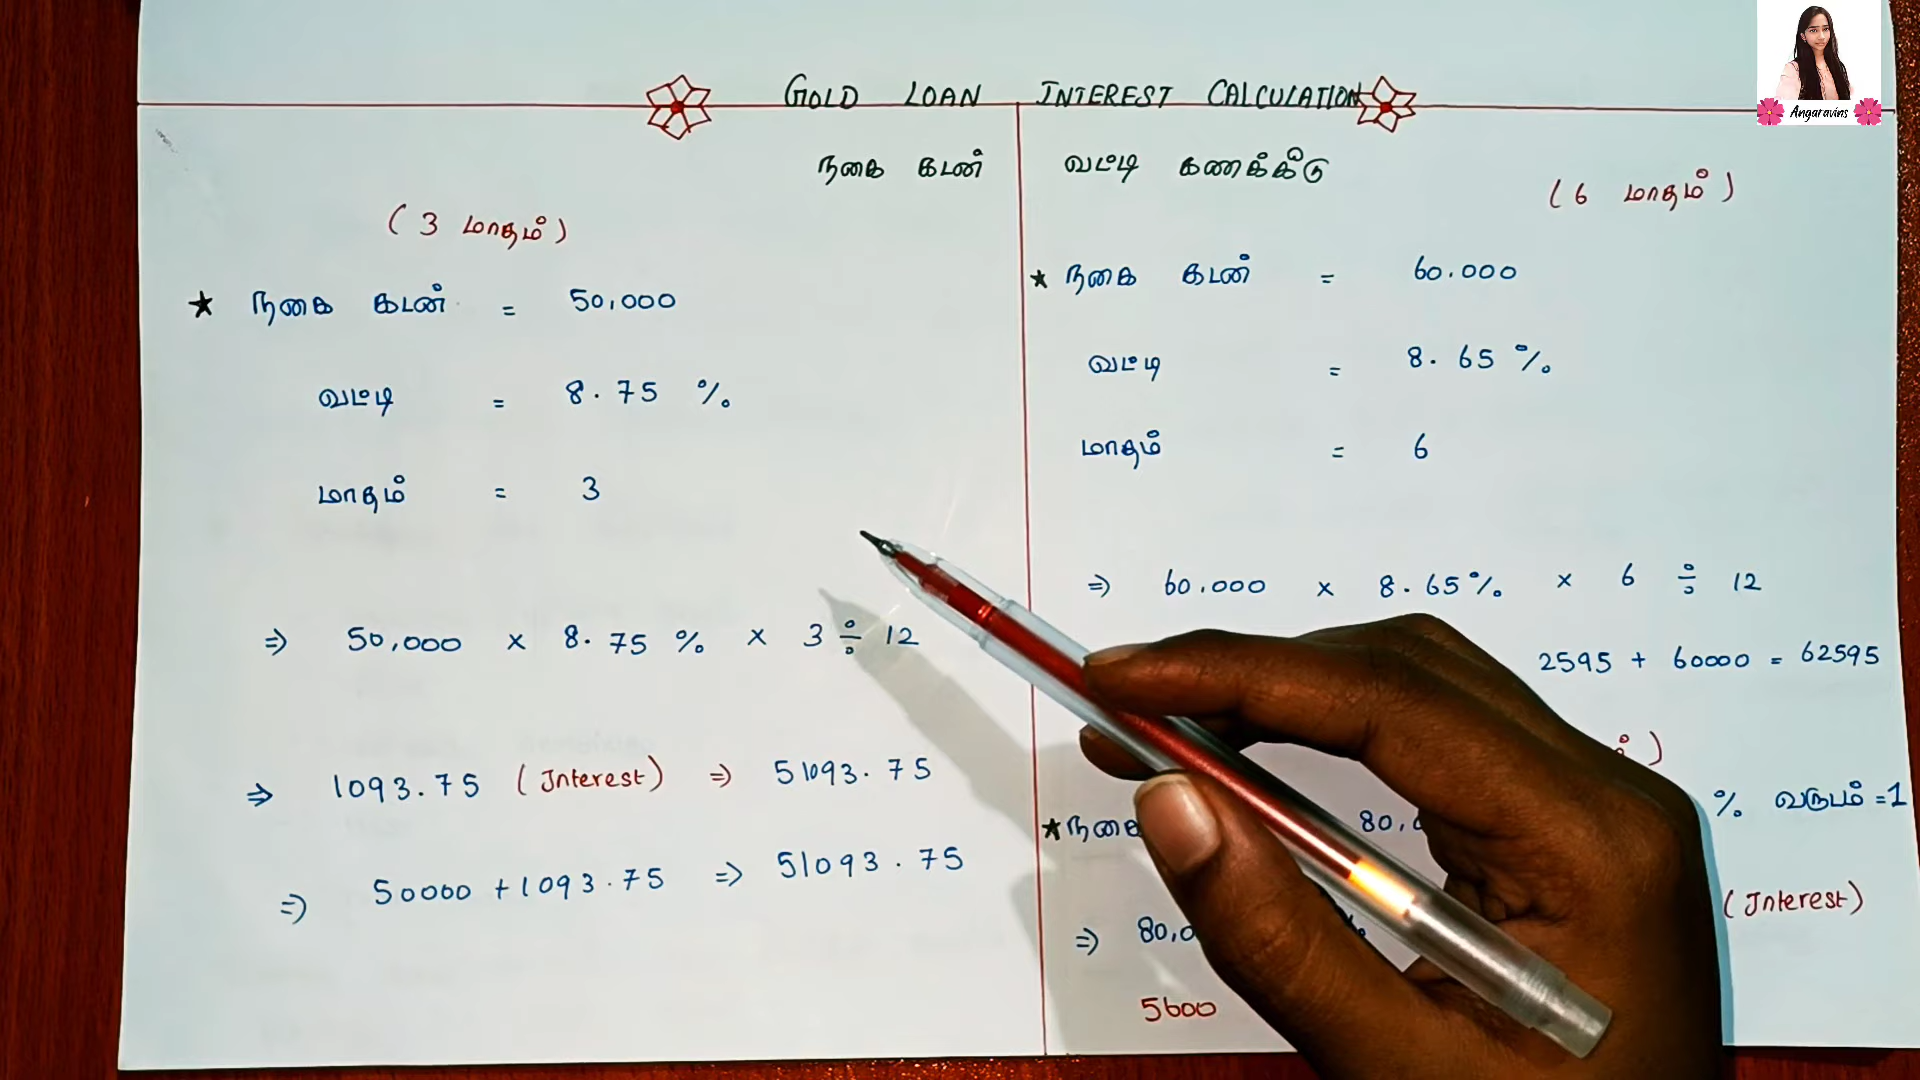 GOLD LOAN INTEREST CALCULATION
Angaravins
நகை கடன் வட்டி கணக்கீடு
( 3 மாதம் )
★ நகை கடன் = 50,000
வட்டி = 8.75 %
மாதம் = 3
⇒ 50,000 x 8.75 % x 3 ÷ 12
⇒ 1093.75 (Interest) ⇒ 51093.75
⇒ 50000 + 1093.75 ⇒ 51093.75
( 6 மாதம் )
★ நகை கடன் = 60.000
வட்டி = 8.65 %
மாதம் = 6
⇒ 60.000 x 8.65% x 6 ÷ 12
2595 + 60000 = 62595
★ % வருடம் = 1
⇒ (Interest)
5600